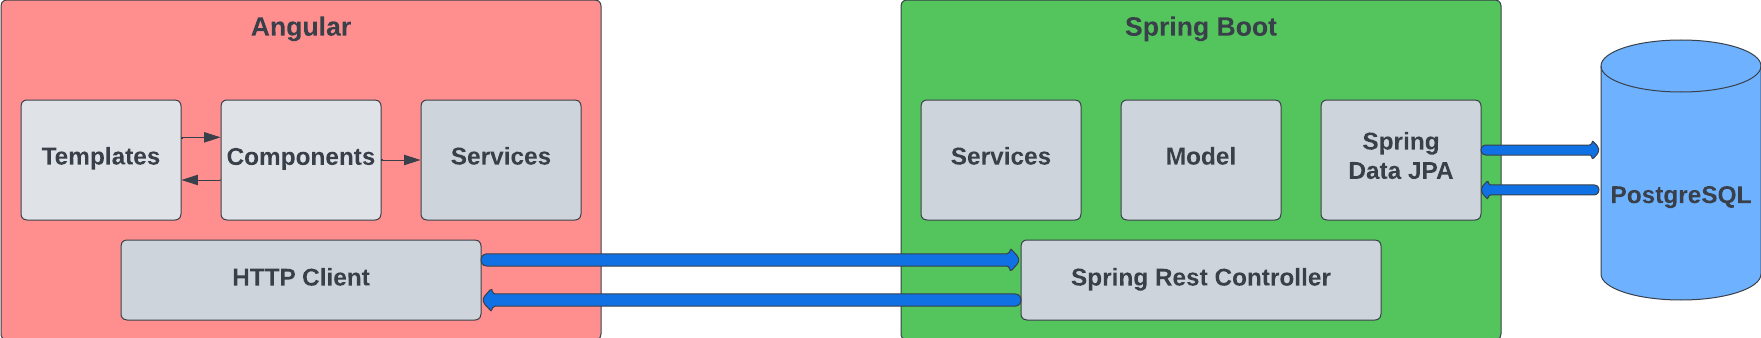 Angular
Templates
Components
Services
HTTP Client
Spring Boot
Services
Model
Spring
Data JPA
Spring Rest Controller
PostgreSQL